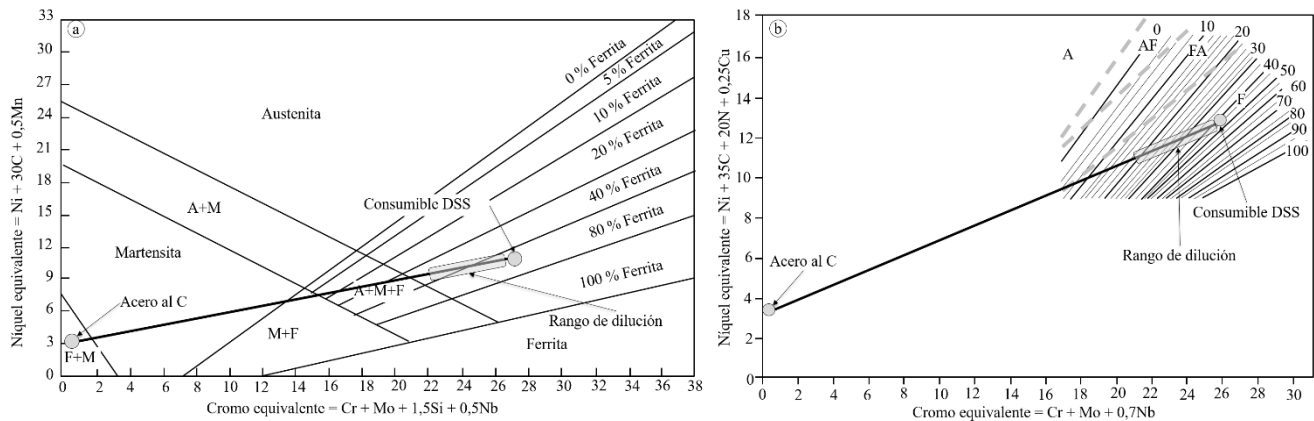 a
33
30
27
24
21
18
15
12
9
6
3
0
Niquel equivalente = Ni + 30C + 0,5Mn
Austenita
A+M
Martensita
Acero al C
F+M
M+F
A+M+F
0 % Ferrita
5 % Ferrita
10 % Ferrita
20 % Ferrita
40 % Ferrita
80 % Ferrita
100 % Ferrita
Consumible DSS
Rango de dilución
Ferrita
0 2 4 6 8 10 12 14 16 18 20 22 24 26 28 30 32 34 36 38
Cromo equivalente = Cr + Mo + 1,5Si + 0,5Nb
b
18
16
14
12
10
8
6
4
2
0
Niquel equivalente = Ni + 35C + 20N + 0,25Cu
A
AF
FA
F
0
10
20
30
40
50
60
70
80
90
100
Consumible DSS
Rango de dilución
Acero al C
0 2 4 6 8 10 12 14 16 18 20 22 24 26 28 30
Cromo equivalente = Cr + Mo + 0,7Nb